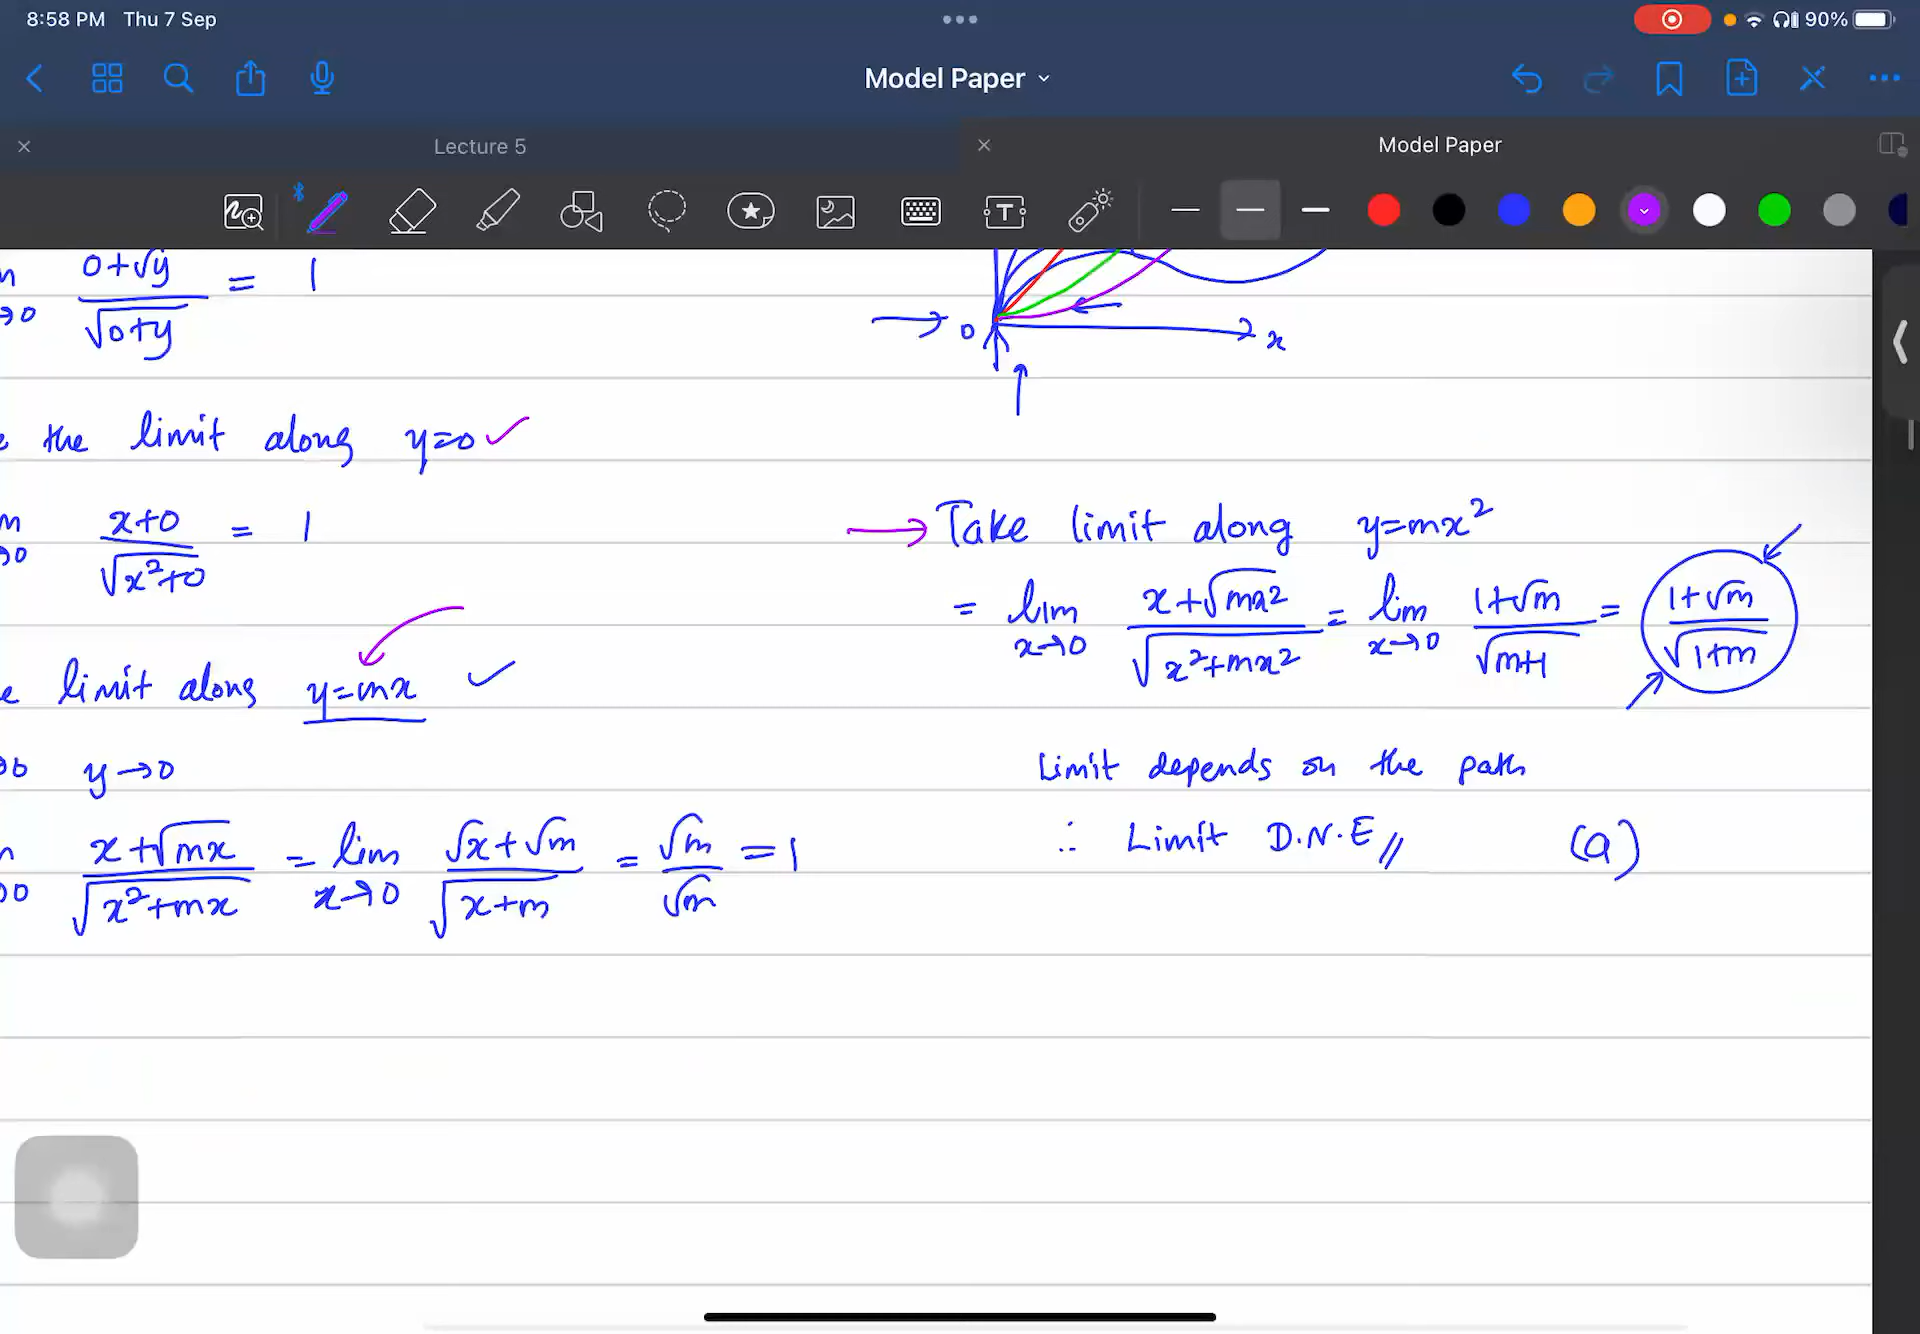 8:58 PM Thu 7 Sep
90%
Model Paper
Lecture 5
Model Paper
0+√y / √0+y = 1
→0
0
x
the limit along y=0 ✓
x+0 / √x²+0 = 1
limit along y=mx ✓
y→0
x+√mx / √x²+mx = lim x→0 √x+√m / √x+m = √m / √m = 1
→ Take limit along y=mx²
= lim x→0 x+√mx² / √x²+mx² = lim x→0 1+√m / √m+1 = 1+√m / √1+m
Limit depends on the path
∴ Limit D.N.E // (a)